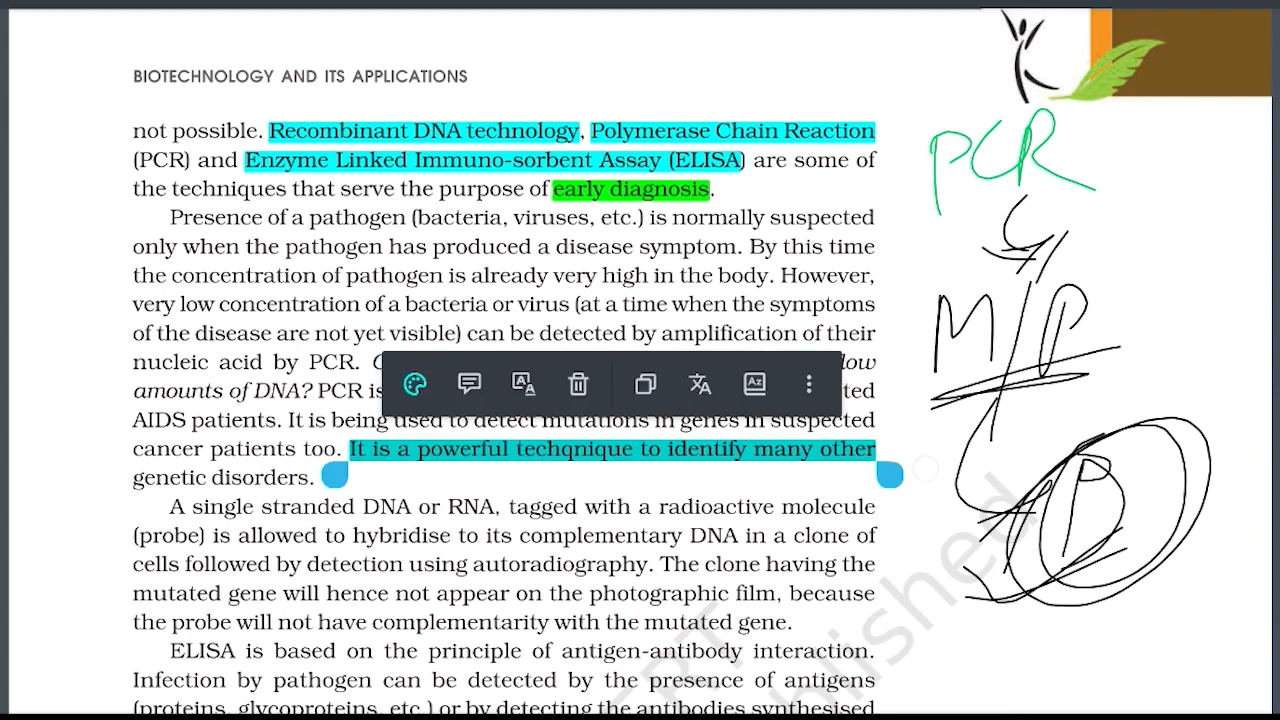 BIOTECHNOLOGY AND ITS APPLICATIONS
not possible. Recombinant DNA technology, Polymerase Chain Reaction
(PCR) and Enzyme Linked Immuno-sorbent Assay (ELISA) are some of
the techniques that serve the purpose of early diagnosis.
Presence of a pathogen (bacteria, viruses, etc.) is normally suspected
only when the pathogen has produced a disease symptom. By this time
the concentration of pathogen is already very high in the body. However,
very low concentration of a bacteria or virus (at a time when the symptoms
of the disease are not yet visible) can be detected by amplification of their
nucleic acid by PCR. low
amounts of DNA? PCR is
AIDS patients. It is being used to detect mutations in genes in suspected
cancer patients too. It is a powerful techqnique to identify many other
genetic disorders.
A single stranded DNA or RNA, tagged with a radioactive molecule
(probe) is allowed to hybridise to its complementary DNA in a clone of
cells followed by detection using autoradiography. The clone having the
mutated gene will hence not appear on the photographic film, because
the probe will not have complementarity with the mutated gene.
ELISA is based on the principle of antigen-antibody interaction.
Infection by pathogen can be detected by the presence of antigens
(proteins, glycoproteins, etc.) or by detecting the antibodies synthesised
PCR
M/P